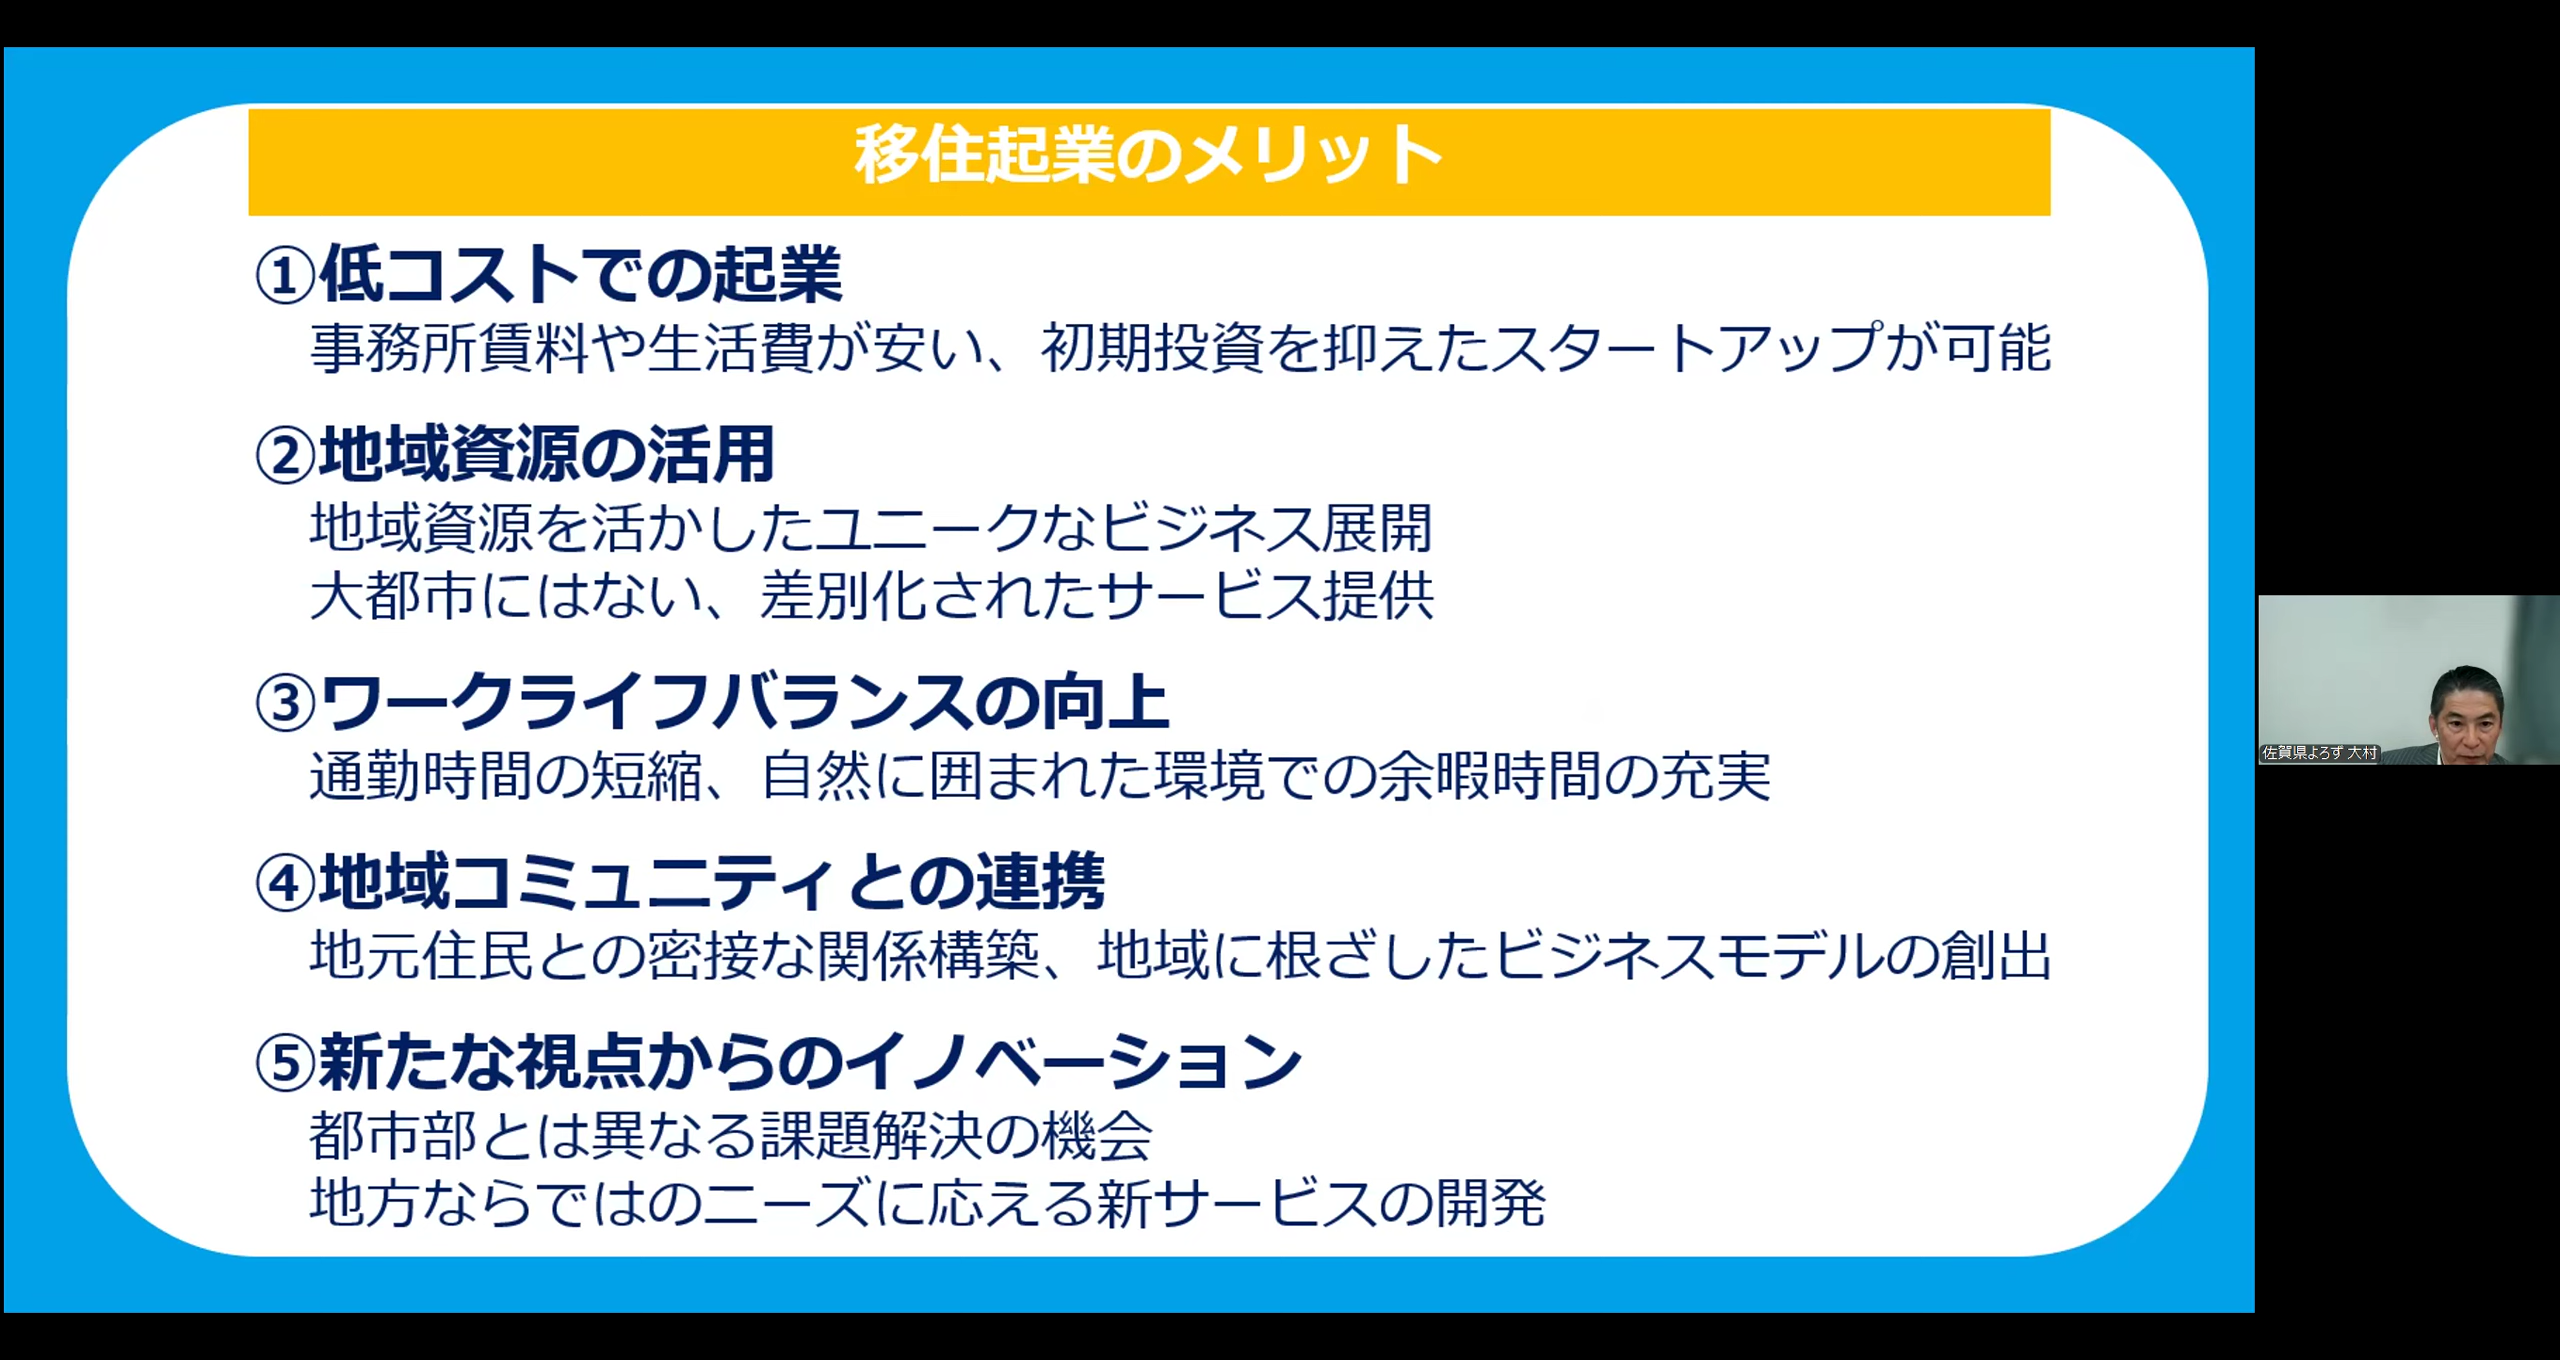 移住起業のメリット
①低コストでの起業
事務所賃料や生活費が安い、初期投資を抑えたスタートアップが可能
②地域資源の活用
地域資源を活かしたユニークなビジネス展開
大都市にはない、差別化されたサービス提供
③ワークライフバランスの向上
通勤時間の短縮、自然に囲まれた環境での余暇時間の充実
④地域コミュニティとの連携
地元住民との密接な関係構築、地域に根ざしたビジネスモデルの創出
⑤新たな視点からのイノベーション
都市部とは異なる課題解決の機会
地方ならではのニーズに応える新サービスの開発
佐賀県よろず 大村